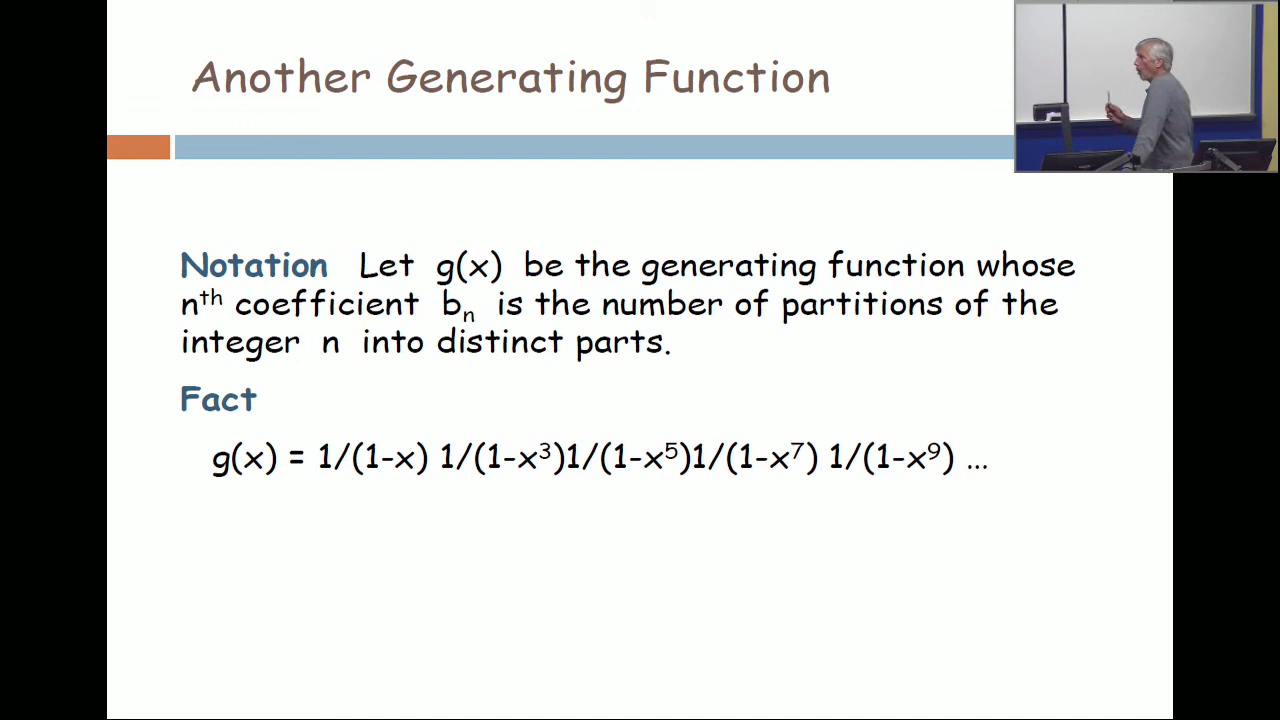 Another Generating Function
Notation Let g(x) be the generating function whose
nᵗʰ coefficient bₙ is the number of partitions of the
integer n into distinct parts.
Fact
g(x) = 1/(1-x) 1/(1-x³)1/(1-x⁵)1/(1-x⁷) 1/(1-x⁹) ...